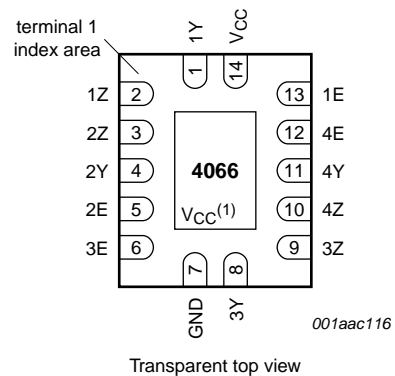 terminal 1
index area
1Y
VCC
1
14
1Z 2
13 1E
2Z 3
12 4E
2Y 4
4066
11 4Y
2E 5
VCC(1)
10 4Z
3E 6
9 3Z
7
8
GND
3Y
001aac116
Transparent top view